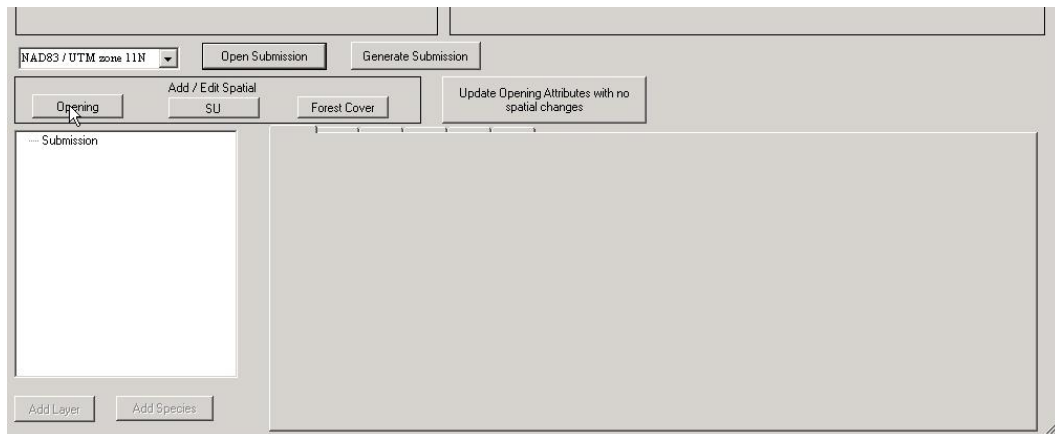 NAD83 / UTM zone 11N
Open Submission
Generate Submission
Add / Edit Spatial
Opening
SU
Forest Cover
Update Opening Attributes with no
spatial changes
Submission
Add Layer
Add Species